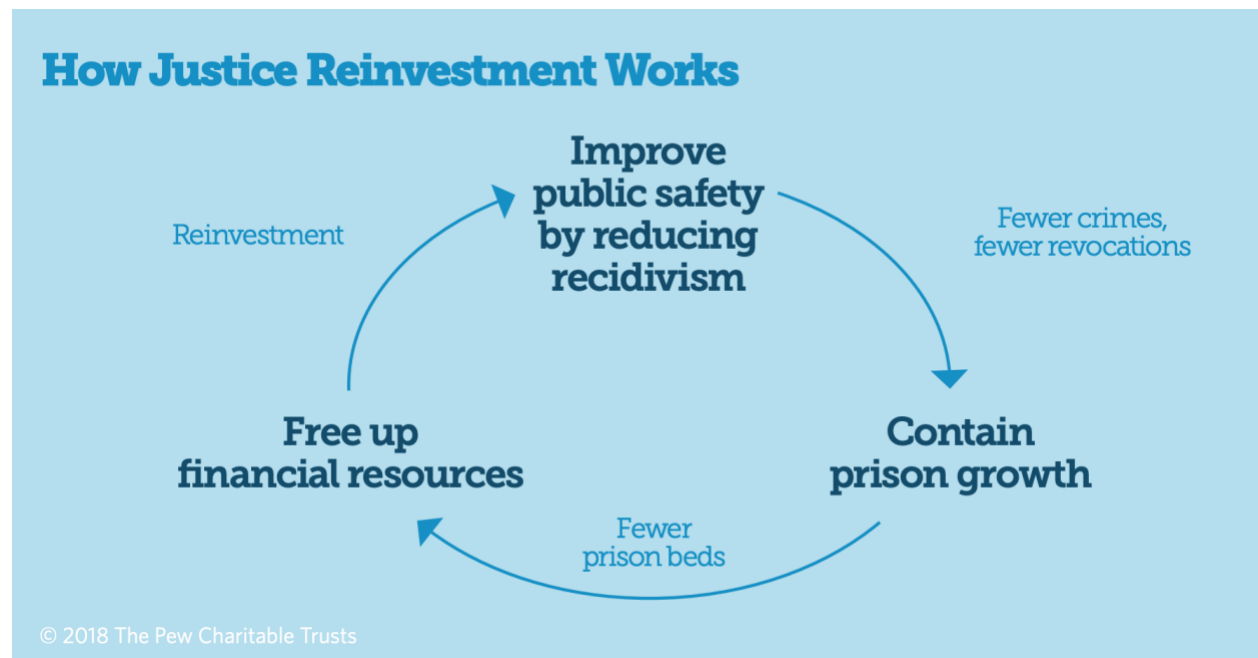 How Justice Reinvestment Works
Improve
public safety
by reducing
recidivism
Reinvestment
Fewer crimes,
fewer revocations
Free up
financial resources
Contain
prison growth
Fewer
prison beds
© 2018 The Pew Charitable Trusts